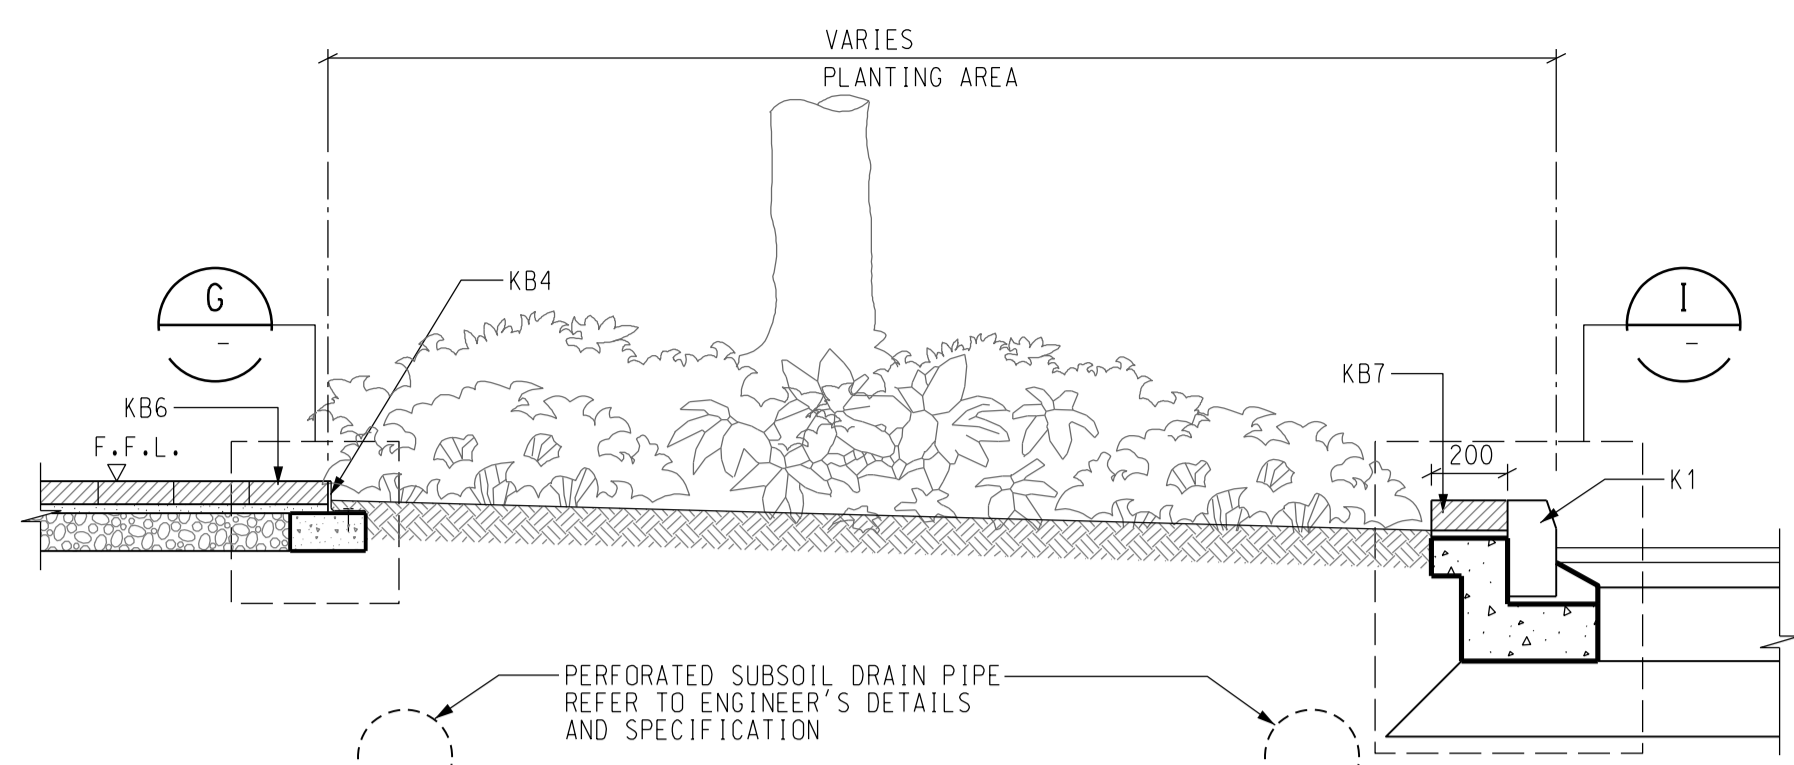 VARIES
PLANTING AREA
KB4
G
-
I
-
KB7
KB6
F.F.L.
200
K1
PERFORATED SUBSOIL DRAIN PIPE
REFER TO ENGINEER'S DETAILS
AND SPECIFICATION